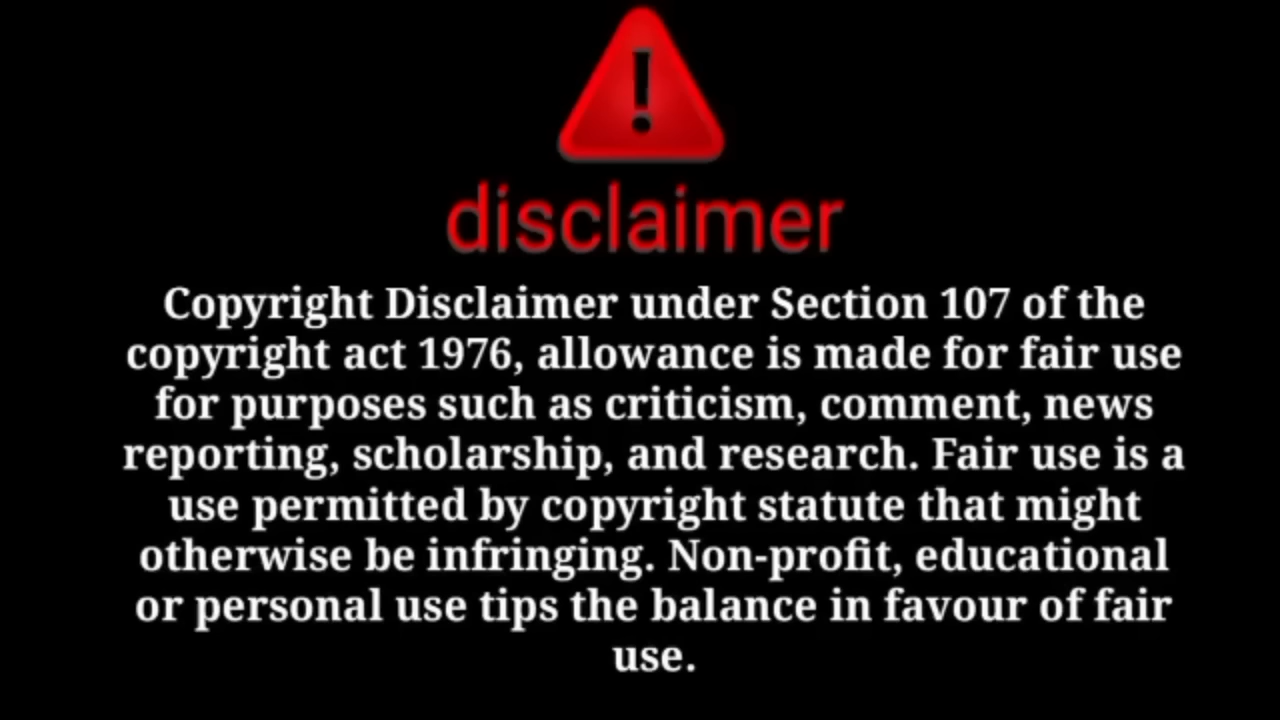 !
disclaimer
Copyright Disclaimer under Section 107 of the
copyright act 1976, allowance is made for fair use
for purposes such as criticism, comment, news
reporting, scholarship, and research. Fair use is a
use permitted by copyright statute that might
otherwise be infringing. Non-profit, educational
or personal use tips the balance in favour of fair
use.